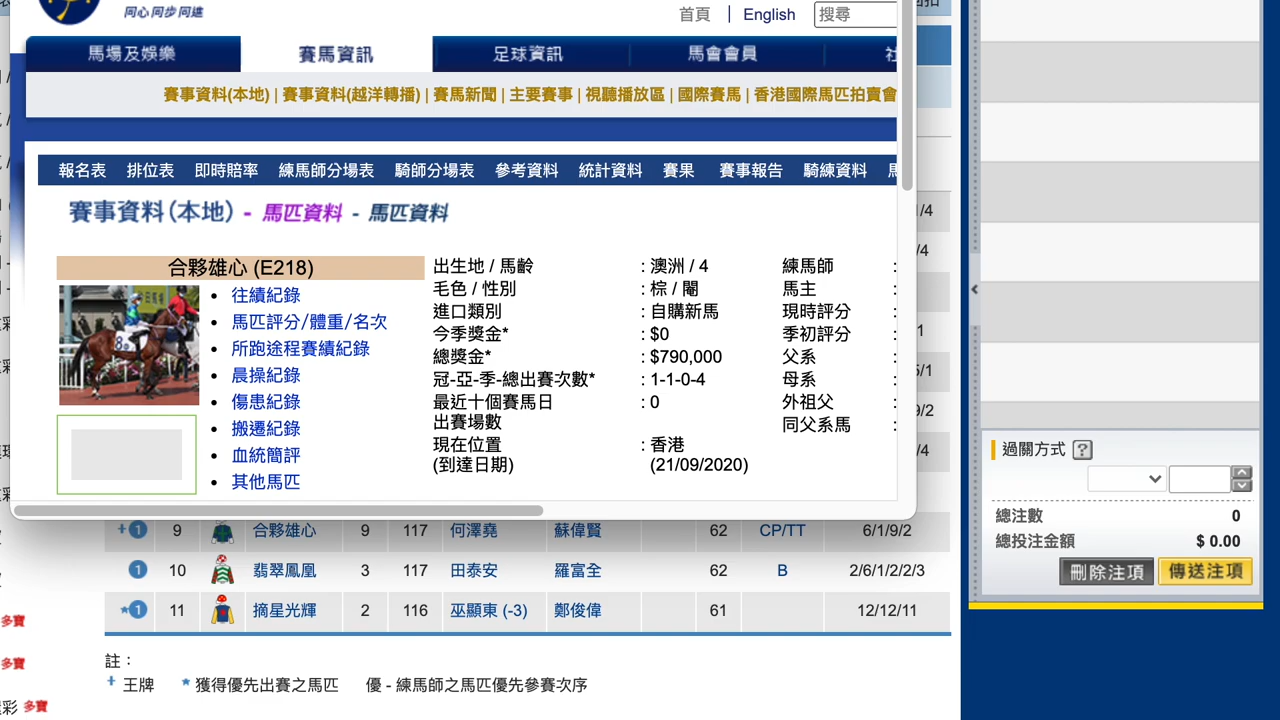 同心同步同進
首頁 | English 搜尋
馬場及娛樂 賽馬資訊 足球資訊 馬會會員 社
賽事資料(本地) | 賽事資料(越洋轉播) | 賽馬新聞 | 主要賽事 | 視聽播放區 | 國際賽馬 | 香港國際馬匹拍賣會
報名表 排位表 即時賠率 練馬師分場表 騎師分場表 參考資料 統計資料 賽果 賽事報告 騎練資料
賽事資料(本地) - 馬匹資料 - 馬匹資料
合夥雄心 (E218)
往績紀錄
馬匹評分/體重/名次
所跑途程賽績紀錄
晨操紀錄
傷患紀錄
搬遷紀錄
血統簡評
其他馬匹
出生地 / 馬齡 : 澳洲 / 4 練馬師 :
毛色 / 性別 : 棕 / 閹 馬主 :
進口類別 : 自購新馬 現時評分 :
今季獎金* : $0 季初評分 :
總獎金* : $790,000 父系 :
冠-亞-季-總出賽次數* : 1-1-0-4 母系 :
最近十個賽馬日 : 0 外祖父 :
出賽場數 同父系馬 :
現在位置 : 香港
(到達日期) (21/09/2020)
1/4
/4
1
/1
9/2
/4
1 9 合夥雄心 9 117 何澤堯 蘇偉賢 62 CP/TT 6/1/9/2
1 10 翡翠鳳凰 3 117 田泰安 羅富全 62 B 2/6/1/2/2/3
1 11 摘星光輝 2 116 巫顯東 (-3) 鄭俊偉 61 12/12/11
註：
+ 王牌 * 獲得優先出賽之馬匹 優 - 練馬師之馬匹優先參賽次序
多寶
多寶
彩 多寶
過關方式 ?
總注數 0
總投注金額 $ 0.00
刪除注項 傳送注項